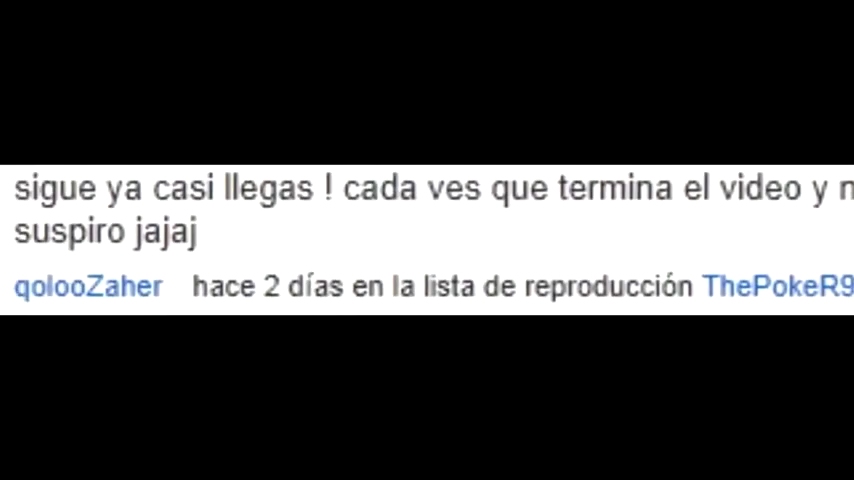 sigue ya casi llegas ! cada ves que termina el video y
suspiro jajaj
qolooZaher hace 2 días en la lista de reproducción ThePokeR9